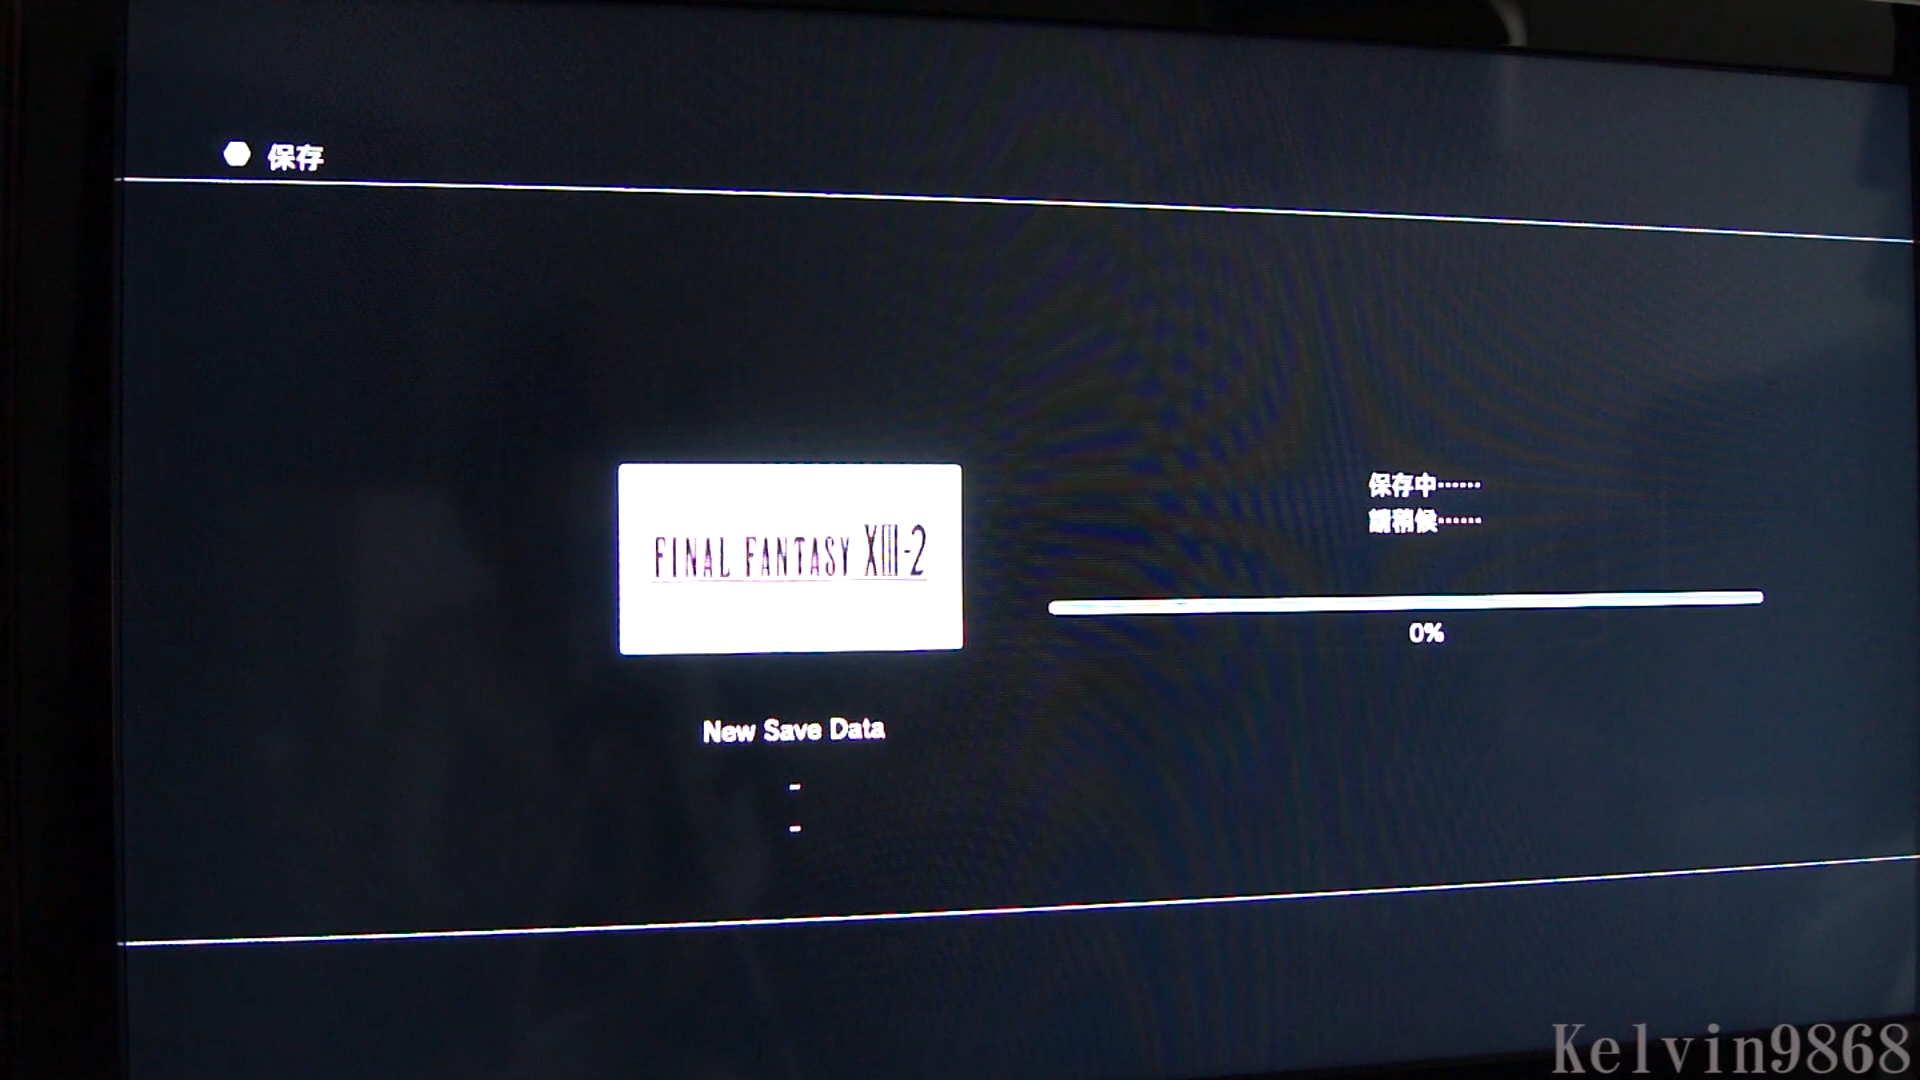 保存
FINAL FANTASY XIII-2
保存中……
請稍候……
0%
New Save Data
-
-
Kelvin9868